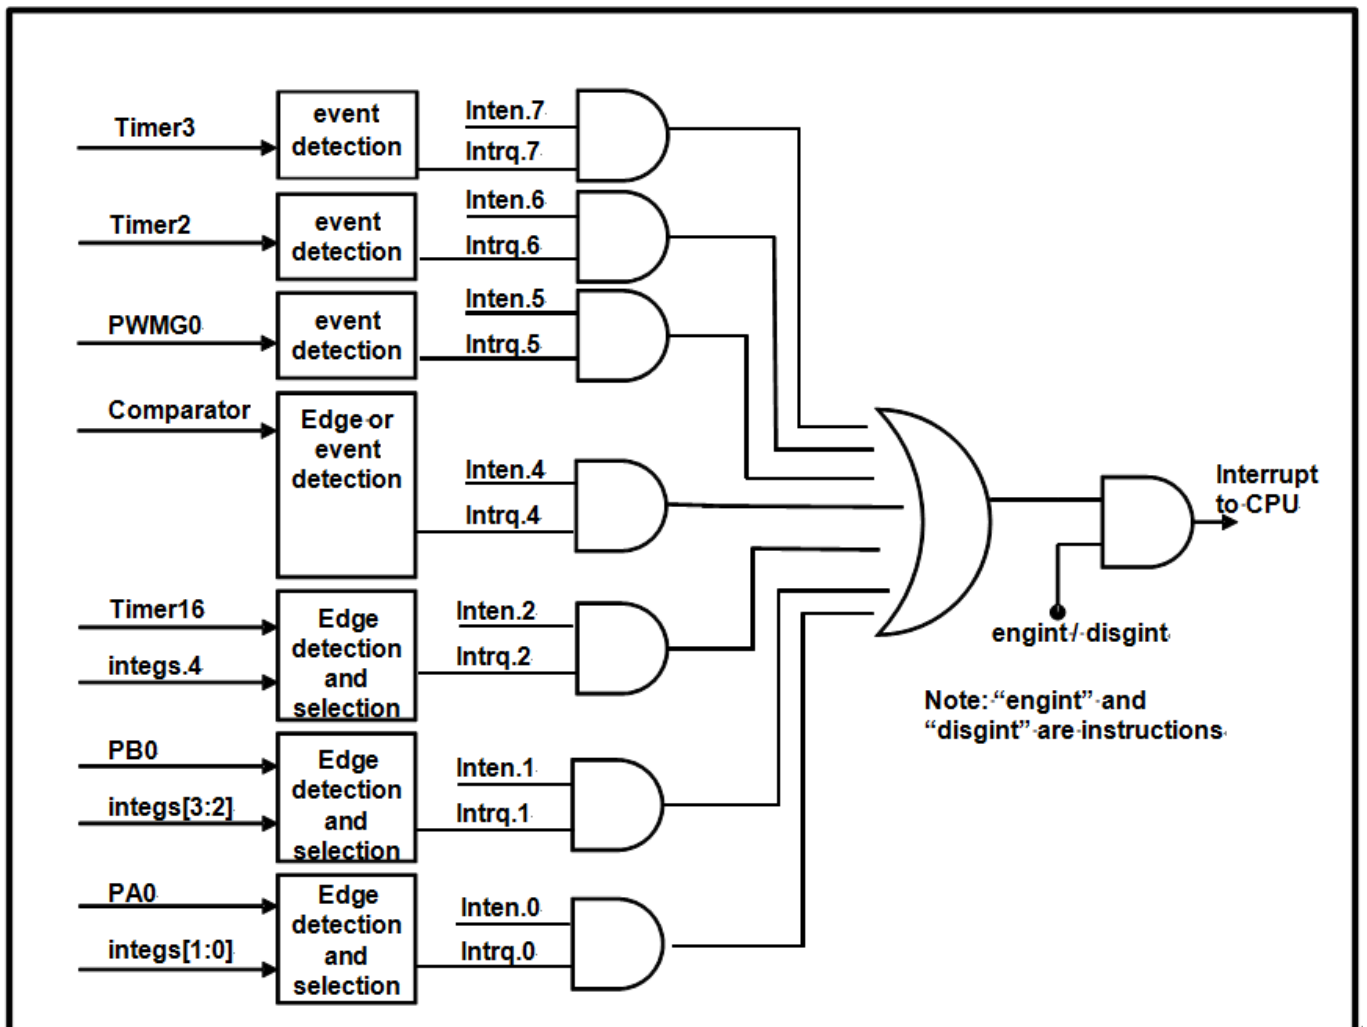 Timer3
event
detection
Inten.7
Intrq.7
Timer2
event
detection
Inten.6
Intrq.6
PWMG0
event
detection
Inten.5
Intrq.5
Comparator
Edge or
event
detection
Inten.4
Intrq.4
Timer16
integs.4
Edge
detection
and
selection
Inten.2
Intrq.2
PB0
integs[3:2]
Edge
detection
and
selection
Inten.1
Intrq.1
PA0
integs[1:0]
Edge
detection
and
selection
Inten.0
Intrq.0
Interrupt
to CPU
engint / disgint
Note: “engint” and
“disgint” are instructions